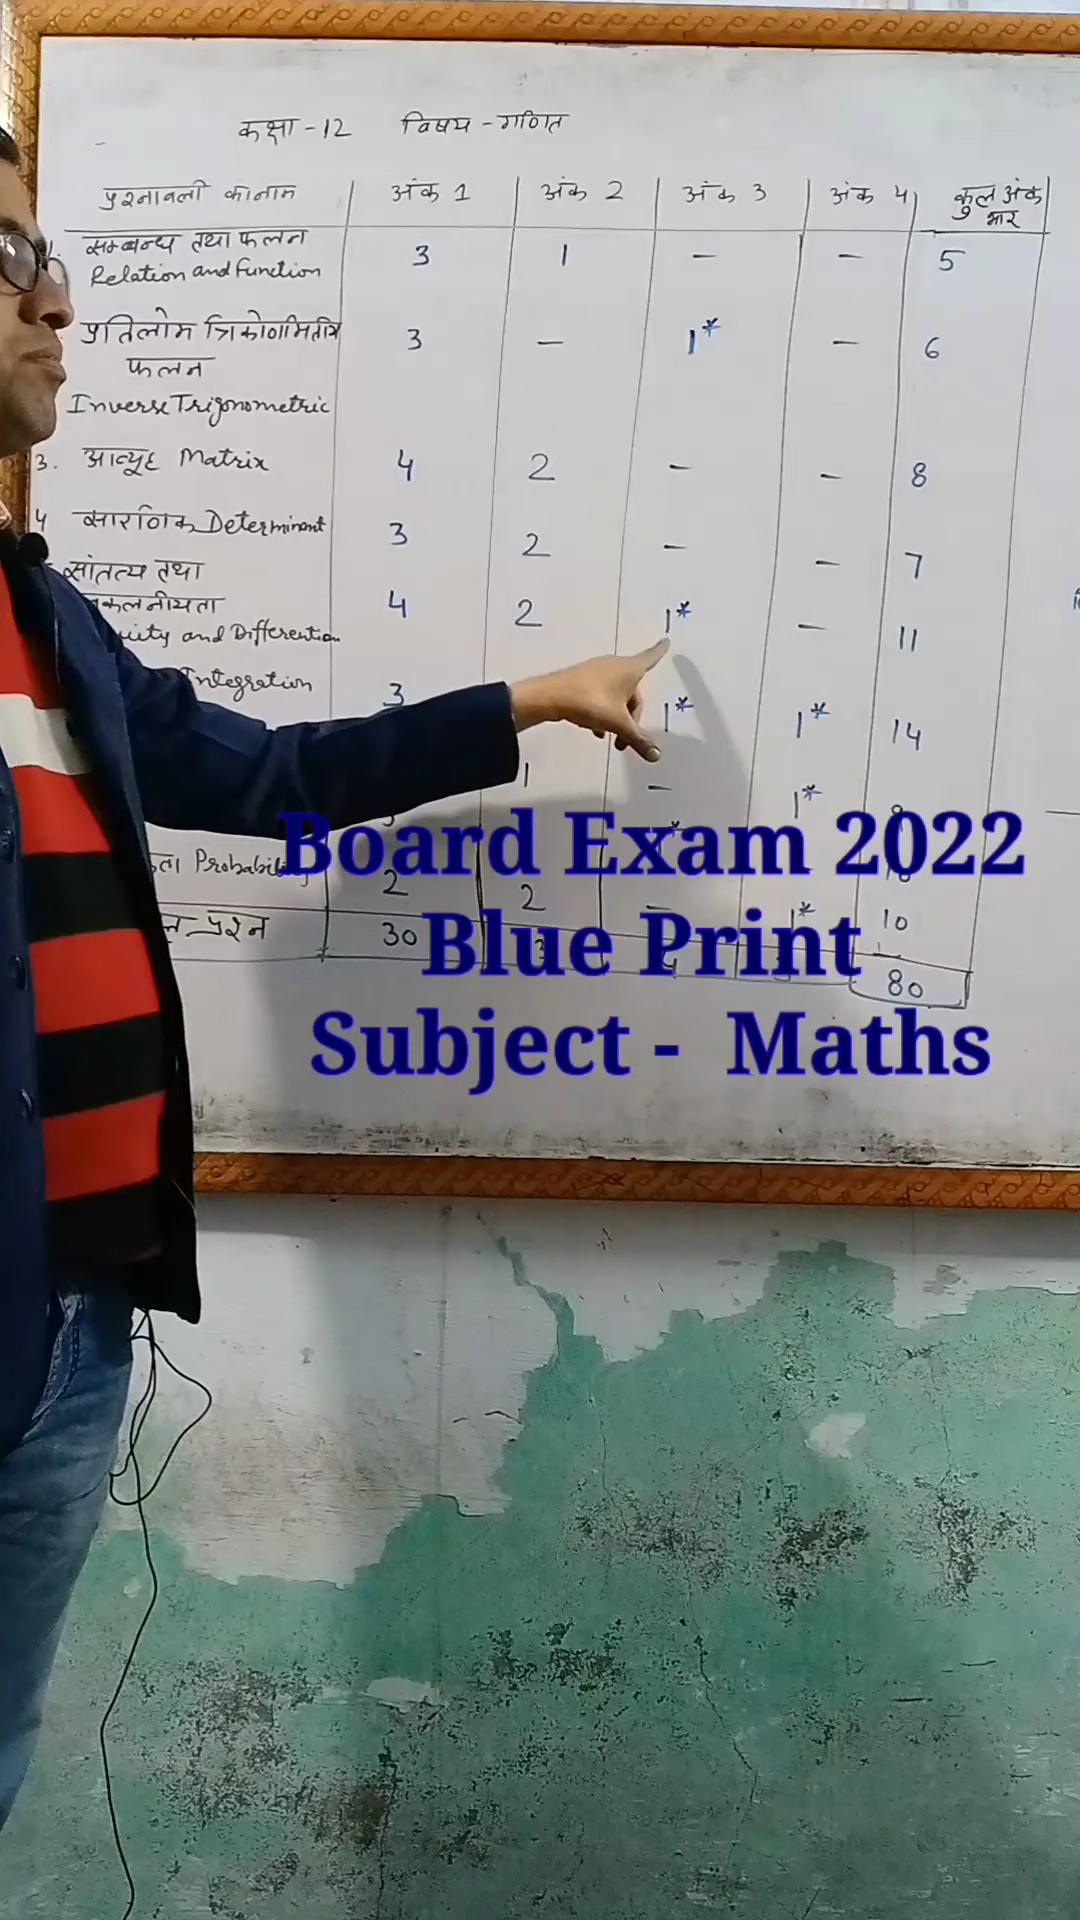 कक्षा - 12 विषय - गणित
प्रश्नावली का नाम अंक 1 अंक 2 अंक 3 अंक 4 कुल अंक
भार
सम्बन्ध तथा फलन
Relation and Function 3 1 - - 5
प्रतिलोम त्रिकोणमितीय 3 - 1* - 6
फलन
Inverse Trigonometric
3. आव्यूह Matrix 4 2 - - 8
4 सारणिक Determinant 3 2 - - 7
सांतत्य तथा
कलनीयता 4 2 1* - 11
and Differention
Integration 3 1* 1* 14
1 - 1*
Probability
2 2 - 1* 10
प्रश्न 30
80
Board Exam 2022
Blue Print
Subject - Maths